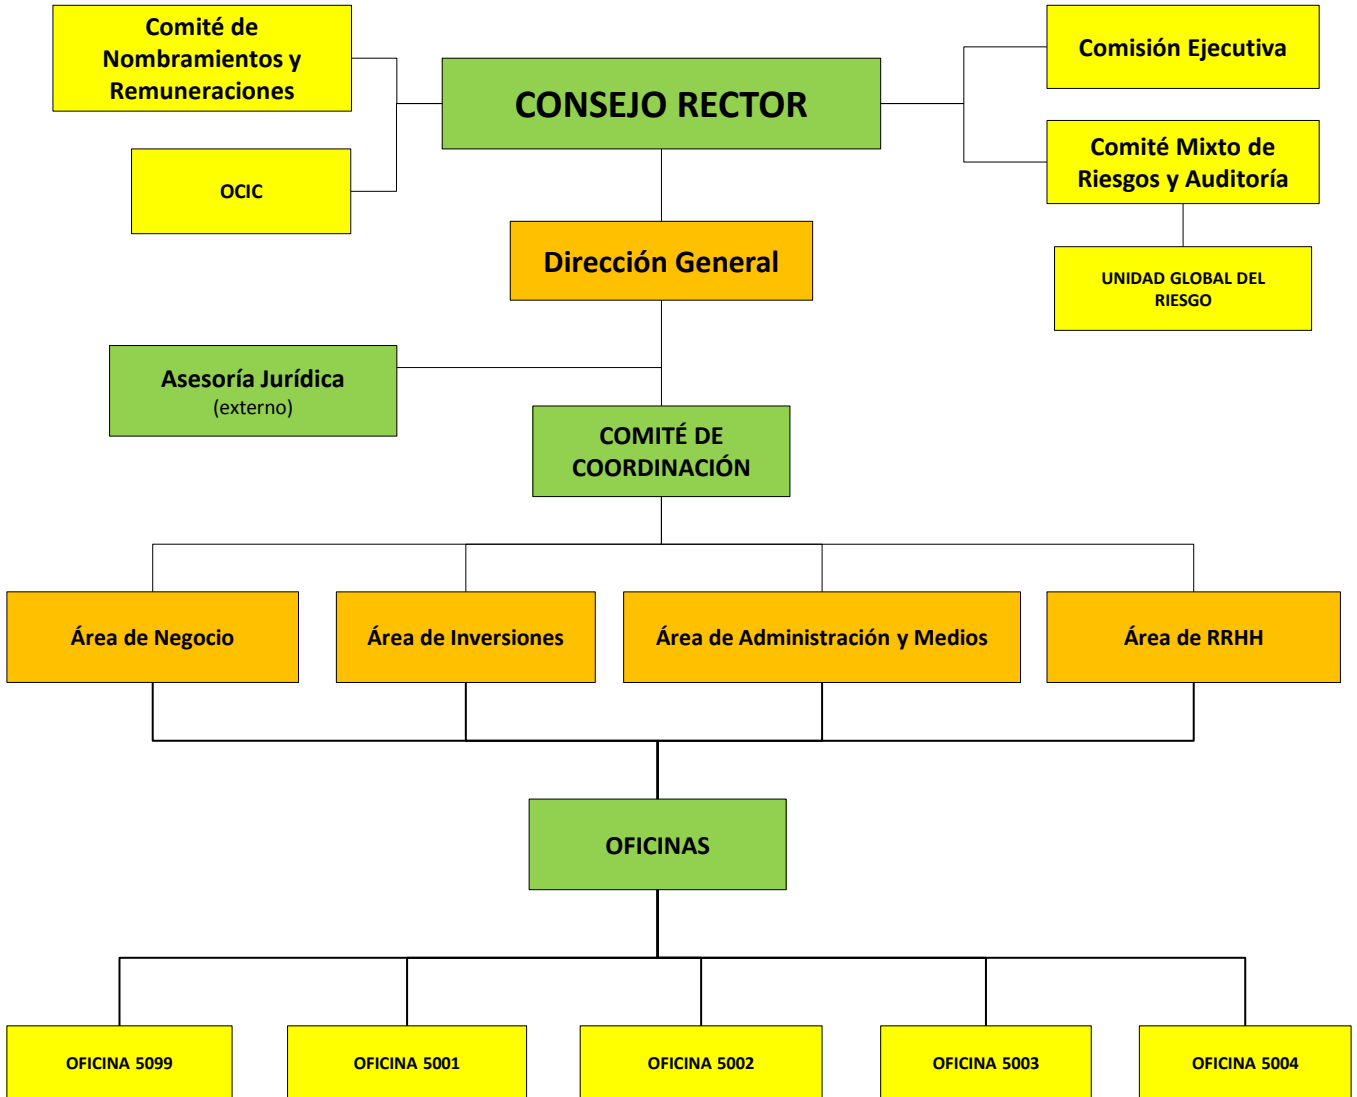 Comité de
Nombramientos y
Remuneraciones
CONSEJO RECTOR
Comisión Ejecutiva
OCIC
Comité Mixto de
Riesgos y Auditoría
Dirección General
UNIDAD GLOBAL DEL
RIESGO
Asesoría Jurídica
(externo)
COMITÉ DE
COORDINACIÓN
Área de Negocio
Área de Inversiones
Área de Administración y Medios
Área de RRHH
OFICINAS
OFICINA 5099
OFICINA 5001
OFICINA 5002
OFICINA 5003
OFICINA 5004